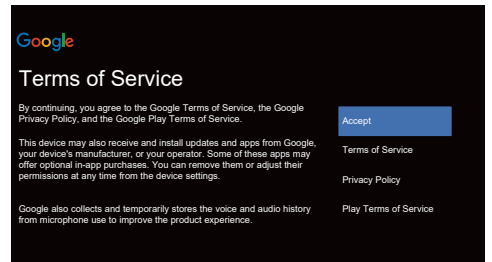 Google
Terms of Service
By continuing, you agree to the Google Terms of Service, the Google
Privacy Policy, and the Google Play Terms of Service.
This device may also receive and install updates and apps from Google,
your device's manufacturer, or your operator. Some of these apps may
offer optional in-app purchases. You can remove them or adjust their
permissions at any time from the device settings.
Google also collects and temporarily stores the voice and audio history
from microphone use to improve the product experience.
Accept
Terms of Service
Privacy Policy
Play Terms of Service